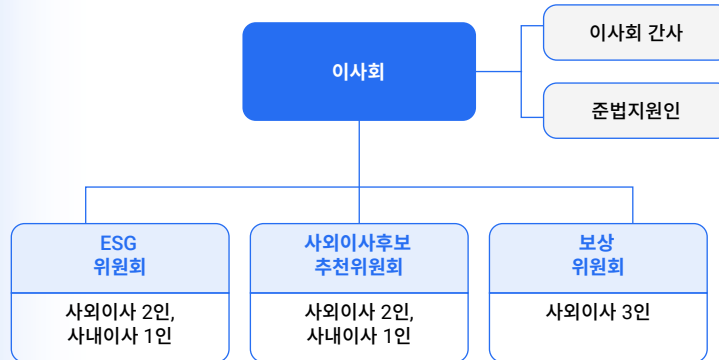 이사회
이사회 간사
준법지원인
ESG
위원회
사외이사 2인,
사내이사 1인
사외이사후보
추천위원회
사외이사 2인,
사내이사 1인
보상
위원회
사외이사 3인